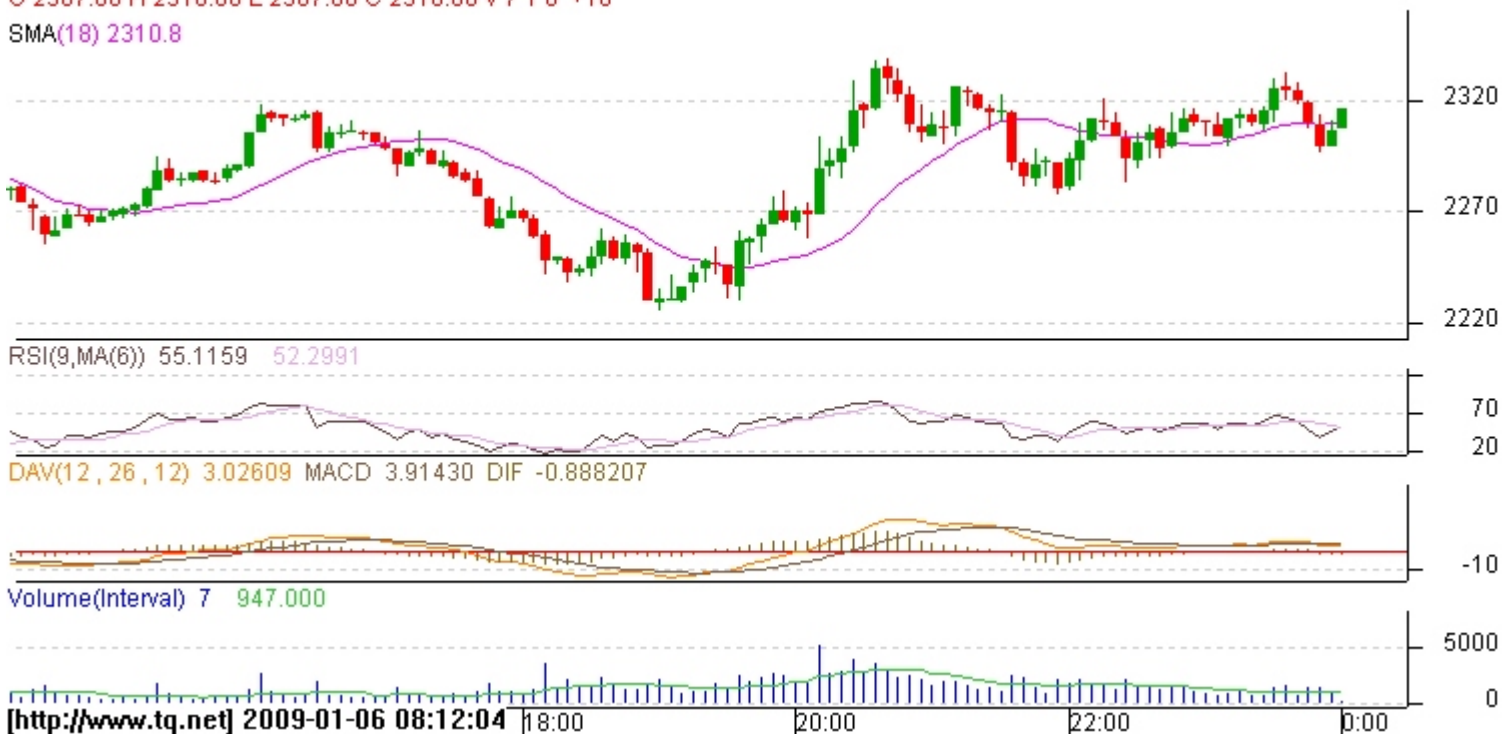 SMA(18) 2310.8
2320
2270
2220
RSI(9,MA(6)) 55.1159 52.2991
70
20
DAV(12 , 26 , 12) 3.02609 MACD 3.91430 DIF -0.888207
-10
Volume(Interval) 7 947.000
5000
0
[http://www.tq.net] 2009-01-06 08:12:04 18:00 20:00 22:00 0:00